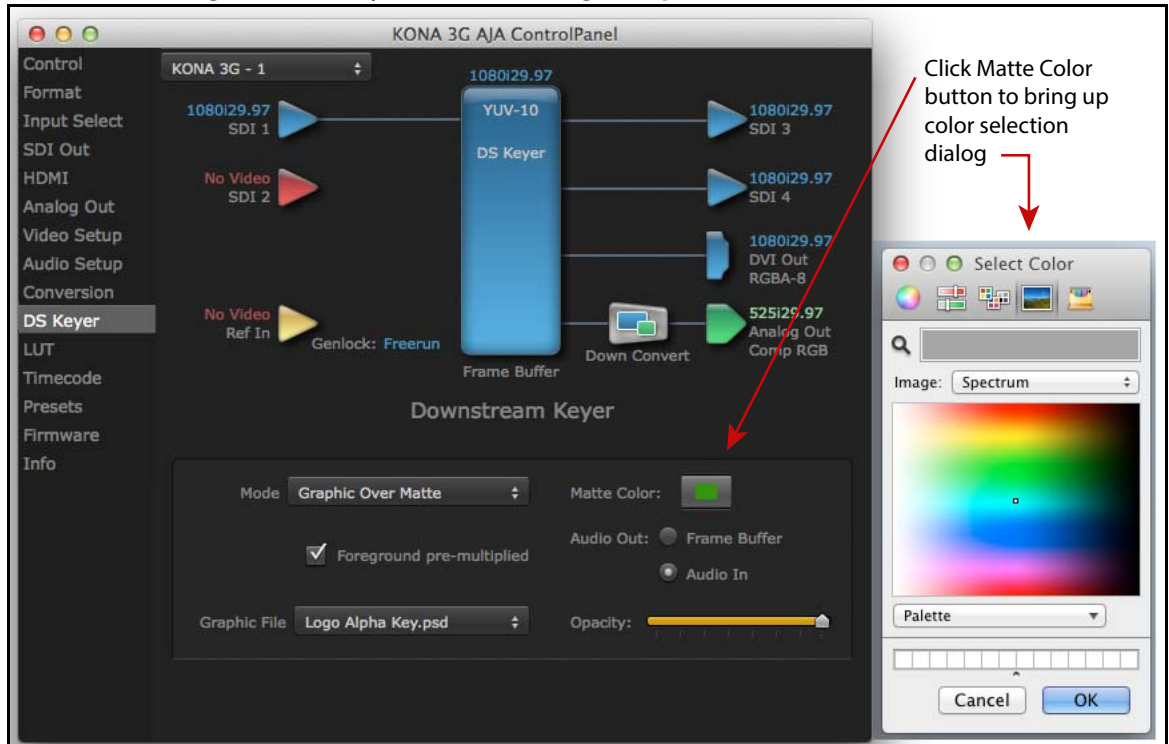 KONA 3G AJA ControlPanel
Control
Format
Input Select
SDI Out
HDMI
Analog Out
Video Setup
Audio Setup
Conversion
DS Keyer
LUT
Timecode
Presets
Firmware
Info
KONA 3G - 1
1080i29.97
SDI 1
No Video
SDI 2
No Video
Ref In
Genlock: Freerun
1080i29.97
YUV-10
DS Keyer
Frame Buffer
1080i29.97
SDI 3
1080i29.97
SDI 4
1080i29.97
DVI Out
RGBA-8
Down Convert
525i29.97
Analog Out
Comp RGB
Downstream Keyer
Mode Graphic Over Matte
Foreground pre-multiplied
Graphic File Logo Alpha Key.psd
Matte Color:
Audio Out: Frame Buffer
Audio In
Opacity:
Click Matte Color
button to bring up
color selection
dialog
Select Color
Image: Spectrum
Palette
Cancel OK